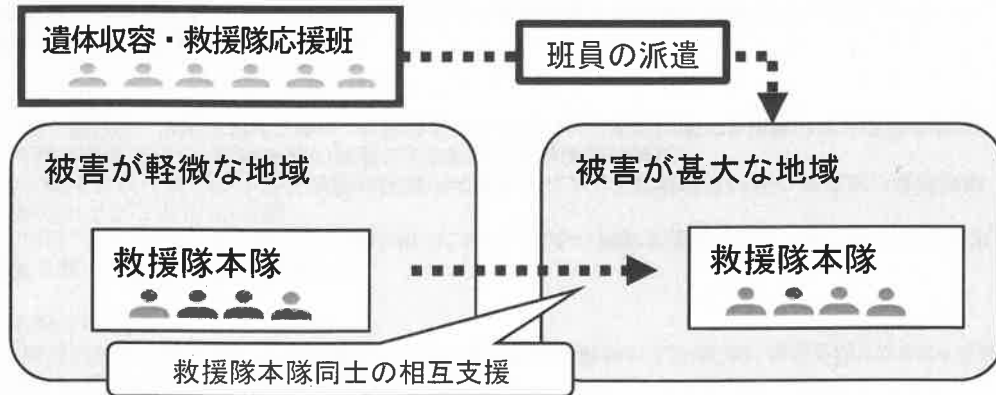 遺体収容・救援隊応援班
班員の派遣
被害が軽微な地域
被害が甚大な地域
救援隊本隊
救援隊本隊
救援隊本隊同士の相互支援